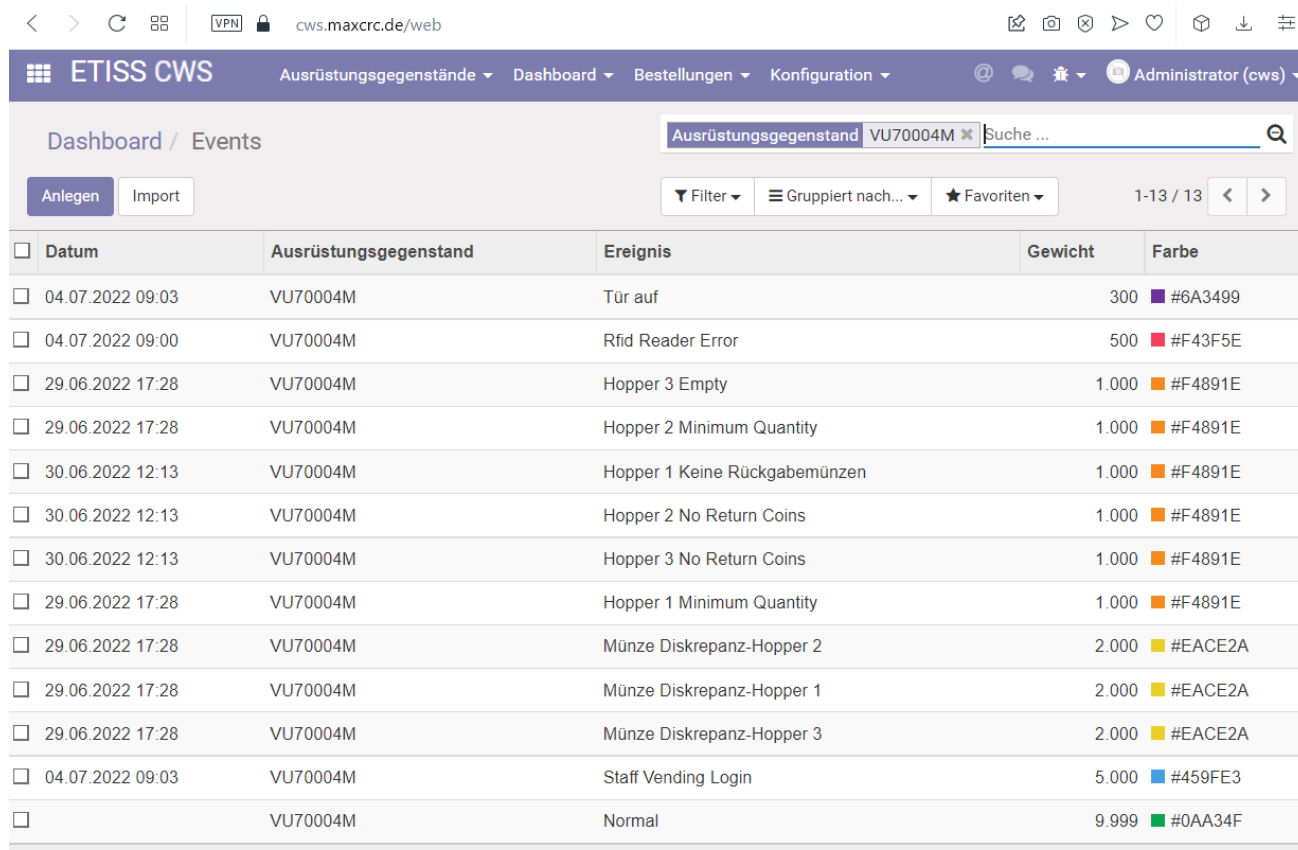 VPN cws.maxcrc.de/web
ETISS CWS Ausrüstungsgegenstände Dashboard Bestellungen Konfiguration @ Administrator (cws)
Dashboard / Events Ausrüstungsgegenstand VU70004M Suche ...
Anlegen Import Filter Gruppiert nach... Favoriten 1-13 / 13
Datum Ausrüstungsgegenstand Ereignis Gewicht Farbe
04.07.2022 09:03 VU70004M Tür auf 300 #6A3499
04.07.2022 09:00 VU70004M Rfid Reader Error 500 #F43F5E
29.06.2022 17:28 VU70004M Hopper 3 Empty 1.000 #F4891E
29.06.2022 17:28 VU70004M Hopper 2 Minimum Quantity 1.000 #F4891E
30.06.2022 12:13 VU70004M Hopper 1 Keine Rückgabemünzen 1.000 #F4891E
30.06.2022 12:13 VU70004M Hopper 2 No Return Coins 1.000 #F4891E
30.06.2022 12:13 VU70004M Hopper 3 No Return Coins 1.000 #F4891E
29.06.2022 17:28 VU70004M Hopper 1 Minimum Quantity 1.000 #F4891E
29.06.2022 17:28 VU70004M Münze Diskrepanz-Hopper 2 2.000 #EACE2A
29.06.2022 17:28 VU70004M Münze Diskrepanz-Hopper 1 2.000 #EACE2A
29.06.2022 17:28 VU70004M Münze Diskrepanz-Hopper 3 2.000 #EACE2A
04.07.2022 09:03 VU70004M Staff Vending Login 5.000 #459FE3
VU70004M Normal 9.999 #0AA34F